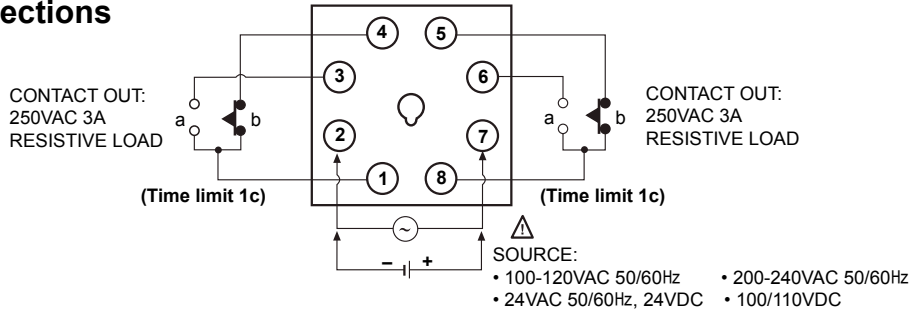 ections
4
5
3
6
CONTACT OUT:
250VAC 3A
RESISTIVE LOAD
a
b
a
b
CONTACT OUT:
250VAC 3A
RESISTIVE LOAD
2
7
1
8
(Time limit 1c)
(Time limit 1c)
~
− +
SOURCE:
• 100-120VAC 50/60Hz • 200-240VAC 50/60Hz
• 24VAC 50/60Hz, 24VDC • 100/110VDC